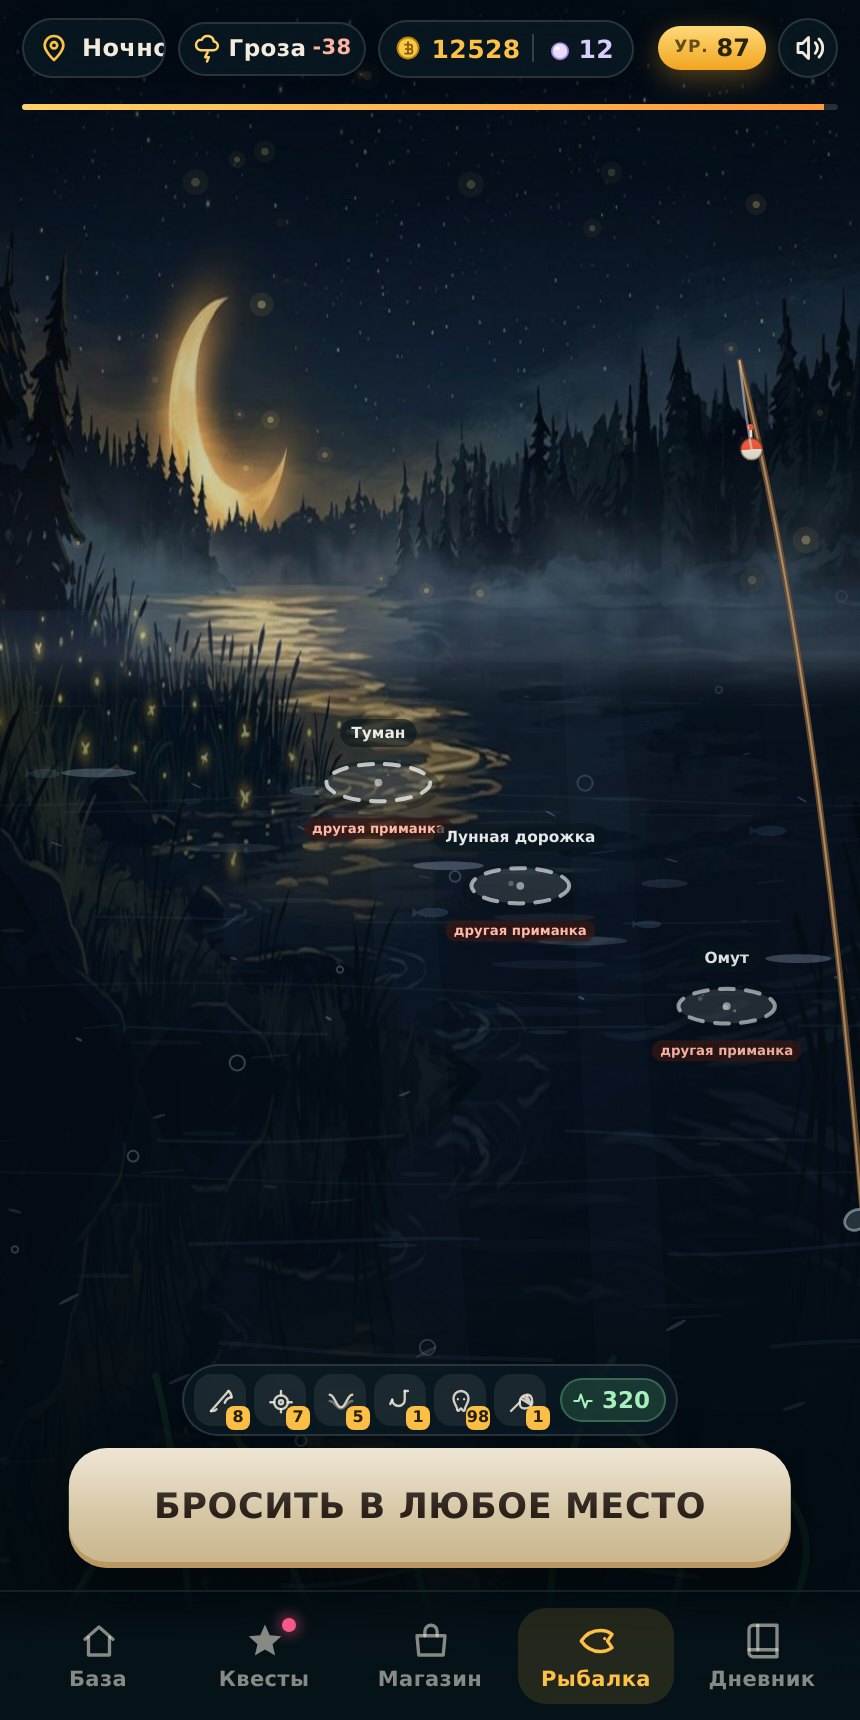 Ночно
Гроза -38
12528
12
УР. 87
Туман
другая приманка
Лунная дорожка
другая приманка
Омут
другая приманка
8
7
5
1
98
1
320
БРОСИТЬ В ЛЮБОЕ МЕСТО
База
Квесты
Магазин
Рыбалка
Дневник